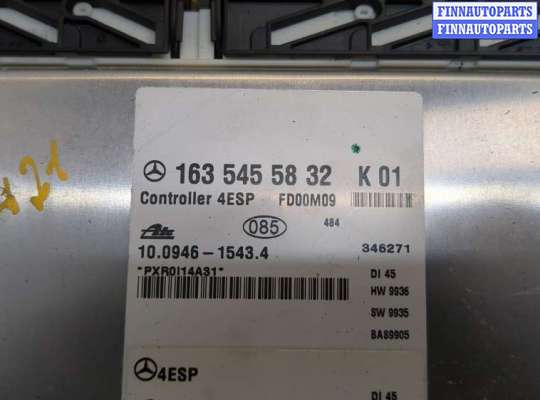 FINNAUTOPARTS
FINNAUTOPARTS
163 545 58 32 K 01
Controller 4ESP FD00M09
484
Ate 085
10.0946-1543.4 346271
*PXR0I14A31* DI 45
HW 9936
SW 9935
BA89905
4ESP
DI 45